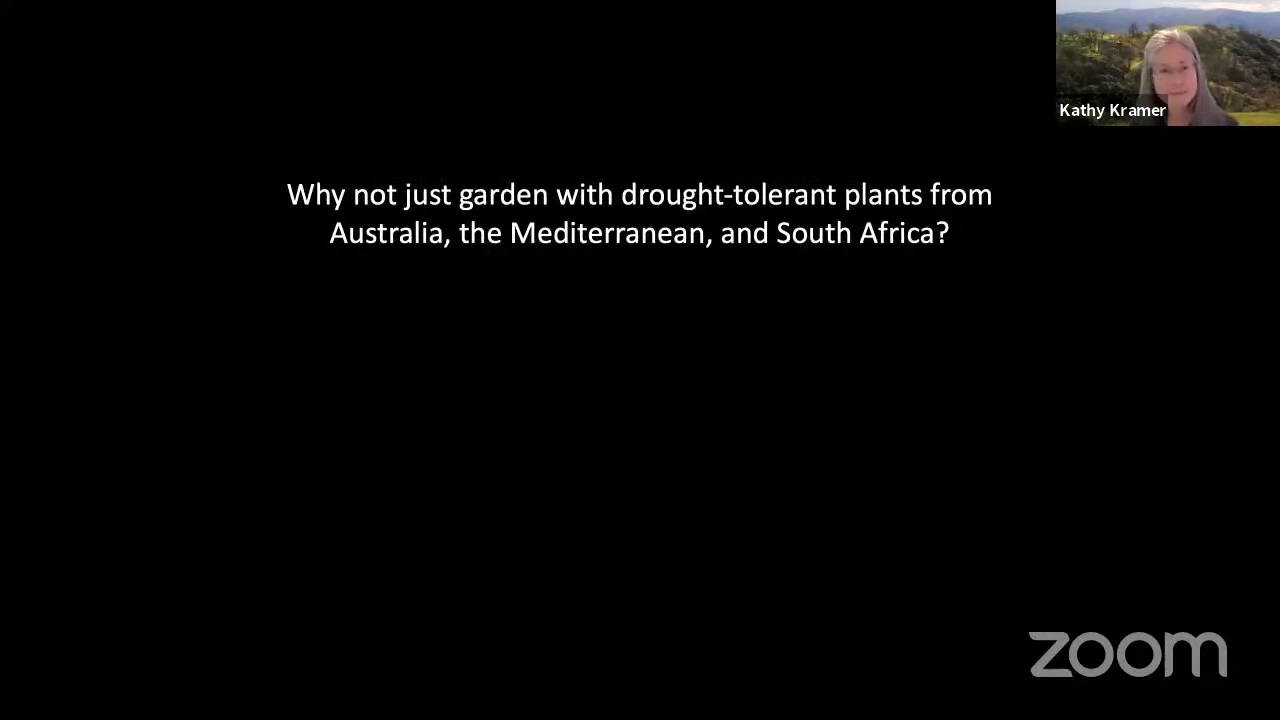 Kathy Kramer
Why not just garden with drought-tolerant plants from
Australia, the Mediterranean, and South Africa?
zoom